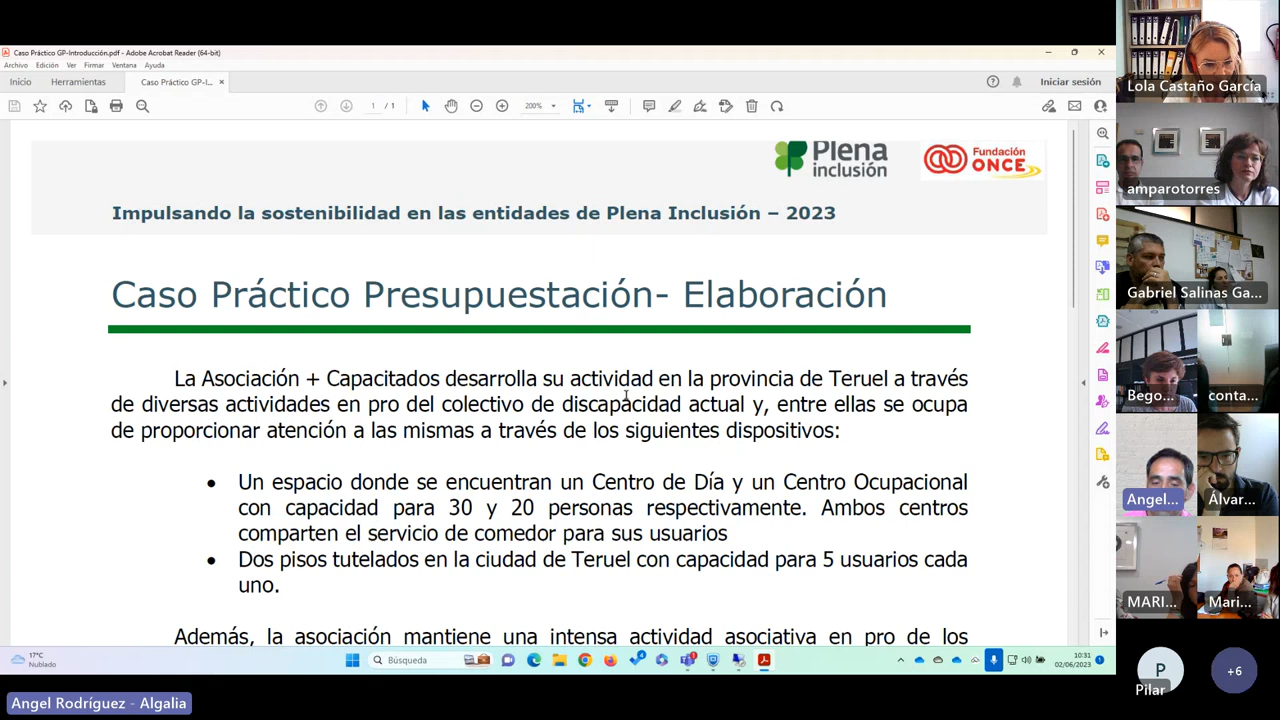 Caso Práctico GP-Introducción.pdf - Adobe Acrobat Reader (64-bit)
Archivo Edición Ver Firmar Ventana Ayuda
Inicio Herramientas Caso Práctico GP-I... × Iniciar sesión
1 / 1 200%
Plena inclusión
Fundación ONCE
Impulsando la sostenibilidad en las entidades de Plena Inclusión – 2023
Caso Práctico Presupuestación- Elaboración
La Asociación + Capacitados desarrolla su actividad en la provincia de Teruel a través
de diversas actividades en pro del colectivo de discapacidad actual y, entre ellas se ocupa
de proporcionar atención a las mismas a través de los siguientes dispositivos:
• Un espacio donde se encuentran un Centro de Día y un Centro Ocupacional
con capacidad para 30 y 20 personas respectivamente. Ambos centros
comparten el servicio de comedor para sus usuarios
• Dos pisos tutelados en la ciudad de Teruel con capacidad para 5 usuarios cada
uno.
Además, la asociación mantiene una intensa actividad asociativa en pro de los
17°C
Nublado
Búsqueda
10:31
02/06/2023
Angel Rodríguez - Algalia
Lola Castaño García
amparotorres
Gabriel Salinas Ga...
Bego... conta...
Angel... Álvar...
MARI... Mari...
P
Pilar
+6